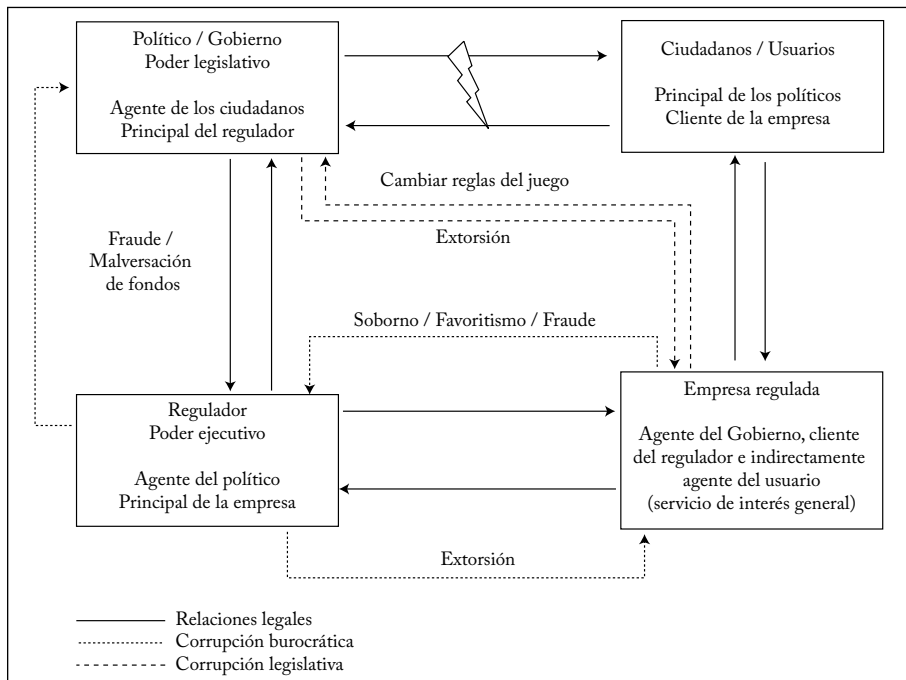 Político / Gobierno
Poder legislativo
Agente de los ciudadanos
Principal del regulador
Ciudadanos / Usuarios
Principal de los políticos
Cliente de la empresa
Cambiar reglas del juego
Extorsión
Fraude /
Malversación
de fondos
Soborno / Favoritismo / Fraude
Regulador
Poder ejecutivo
Agente del político
Principal de la empresa
Empresa regulada
Agente del Gobierno, cliente
del regulador e indirectamente
agente del usuario
(servicio de interés general)
Extorsión
Relaciones legales
Corrupción burocrática
Corrupción legislativa